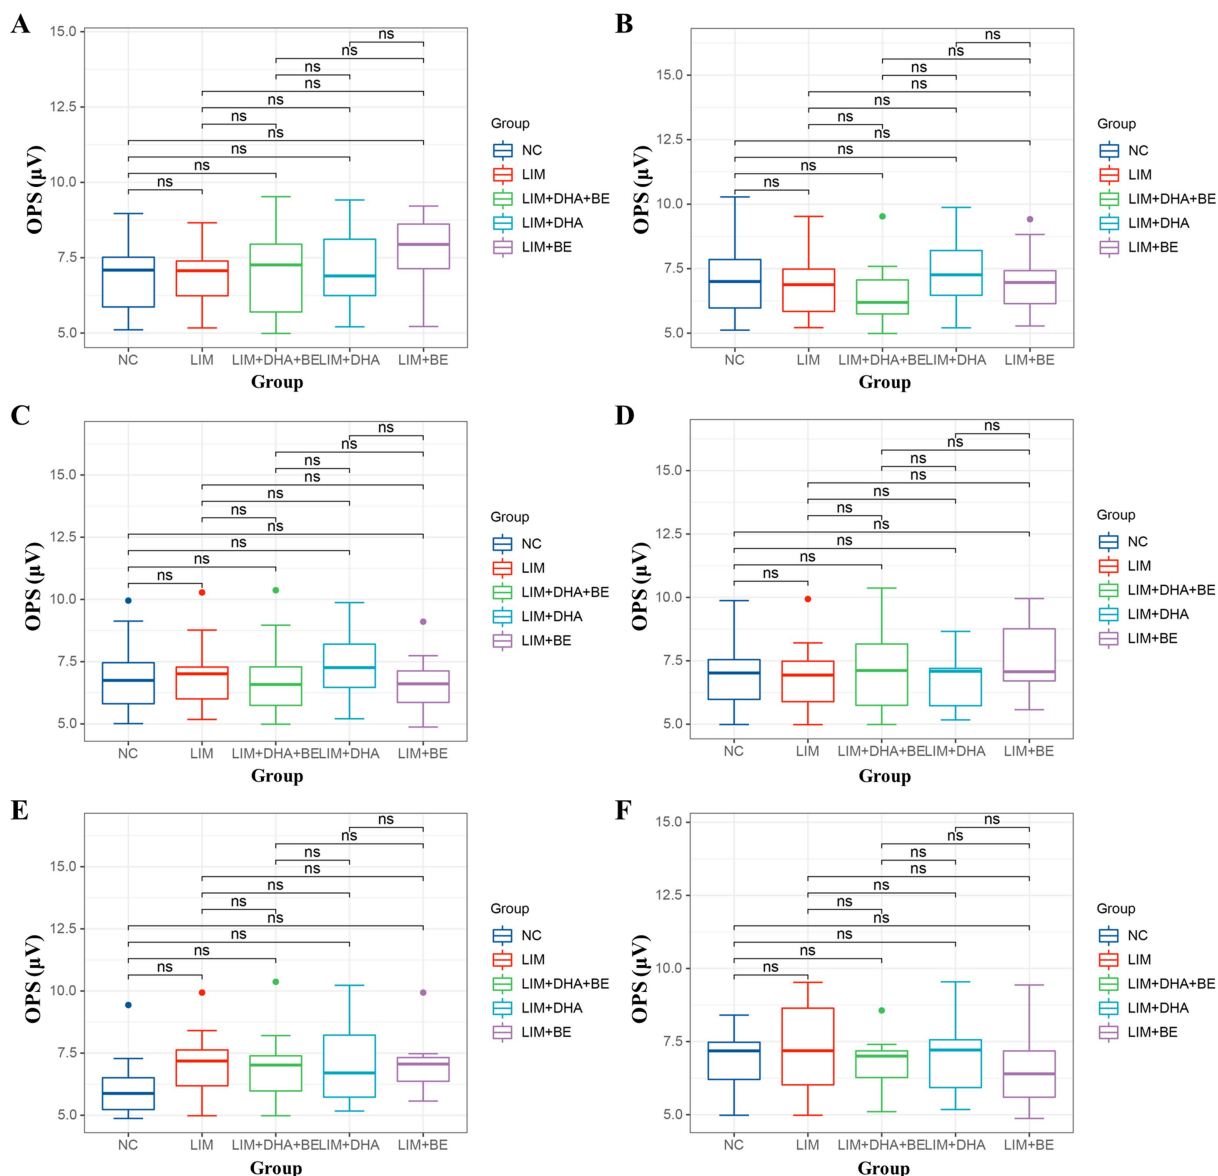 A
15.0
12.5
10.0
7.5
5.0
OPS (μV)
ns
ns
ns
ns
ns
ns
ns
ns
ns
ns
NC
LIM
LIM+DHA+BE
LIM+DHA
LIM+BE
Group
Group
NC
LIM
LIM+DHA+BE
LIM+DHA
LIM+BE
B
15.0
12.5
10.0
7.5
5.0
OPS (μV)
ns
ns
ns
ns
ns
ns
ns
ns
ns
ns
NC
LIM
LIM+DHA+BE
LIM+DHA
LIM+BE
Group
Group
NC
LIM
LIM+DHA+BE
LIM+DHA
LIM+BE
C
15.0
12.5
10.0
7.5
5.0
OPS (μV)
ns
ns
ns
ns
ns
ns
ns
ns
ns
ns
NC
LIM
LIM+DHA+BE
LIM+DHA
LIM+BE
Group
Group
NC
LIM
LIM+DHA+BE
LIM+DHA
LIM+BE
D
15.0
12.5
10.0
7.5
5.0
OPS (μV)
ns
ns
ns
ns
ns
ns
ns
ns
ns
ns
NC
LIM
LIM+DHA+BE
LIM+DHA
LIM+BE
Group
Group
NC
LIM
LIM+DHA+BE
LIM+DHA
LIM+BE
E
15.0
12.5
10.0
7.5
5.0
OPS (μV)
ns
ns
ns
ns
ns
ns
ns
ns
ns
ns
NC
LIM
LIM+DHA+BE
LIM+DHA
LIM+BE
Group
Group
NC
LIM
LIM+DHA+BE
LIM+DHA
LIM+BE
F
15.0
12.5
10.0
7.5
5.0
OPS (μV)
ns
ns
ns
ns
ns
ns
ns
ns
ns
ns
NC
LIM
LIM+DHA+BE
LIM+DHA
LIM+BE
Group
Group
NC
LIM
LIM+DHA+BE
LIM+DHA
LIM+BE